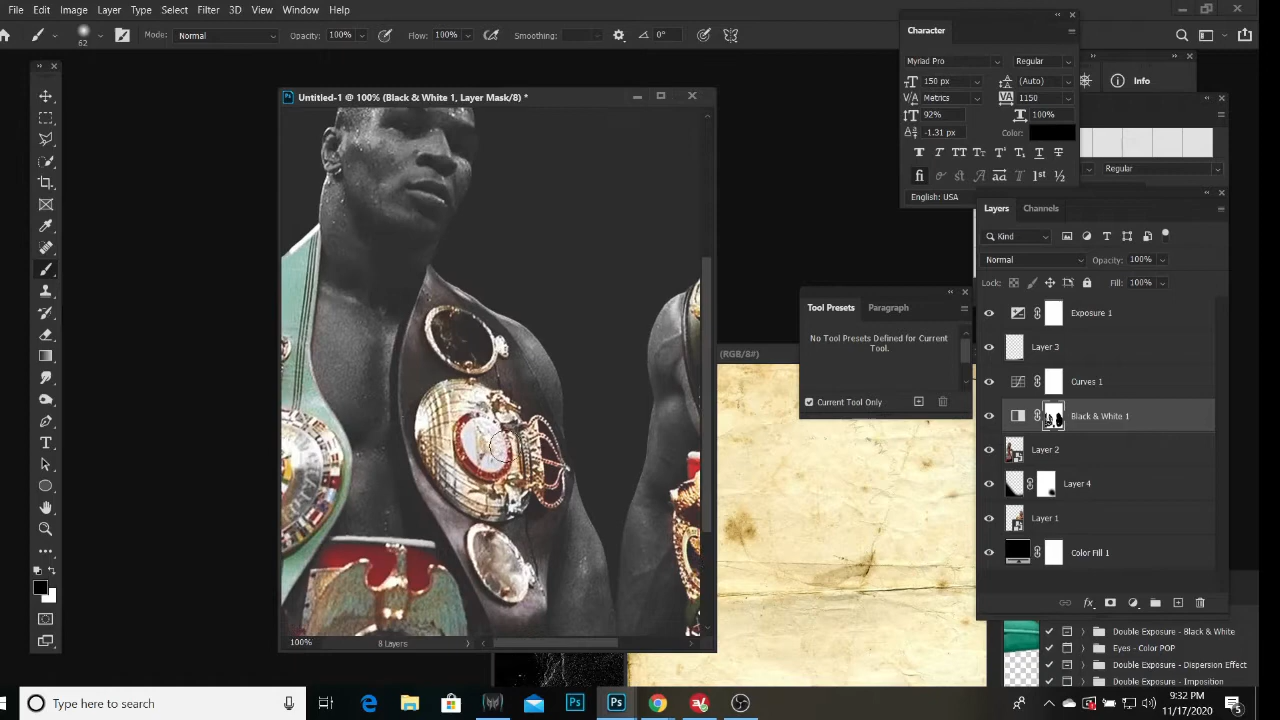 File Edit Image Layer Type Select Filter 3D View Window Help
62 Mode: Normal Opacity: 100% Flow: 100% Smoothing: 0°
Character
Myriad Pro Regular
150 px (Auto)
Metrics 1150
92% 100%
-1.31 px Color:
English: USA
Info
Regular
Untitled-1 @ 100% (Black & White 1, Layer Mask/8) *
Layers Channels
Kind
Normal Opacity: 100%
Lock: Fill: 100%
Exposure 1
Layer 3
Curves 1
Black & White 1
Layer 2
Layer 4
Layer 1
Color Fill 1
Tool Presets Paragraph
No Tool Presets Defined for Current
Tool.
Current Tool Only
(RGB/8#)
100% 8 Layers
Double Exposure - Black & White
Eyes - Color POP
Double Exposure - Dispersion Effect
Double Exposure - Imposition
Type here to search
9:32 PM
11/17/2020